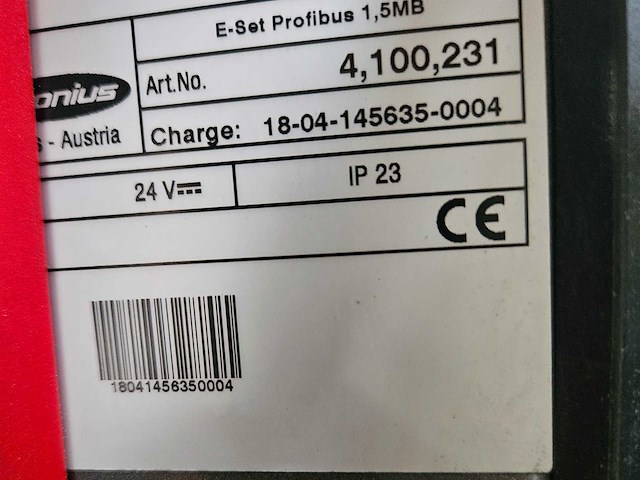 E-Set Profibus 1,5MB
Art.No. 4,100,231
onius
s - Austria
Charge: 18-04-145635-0004
24 V IP 23
CE
18041456350004